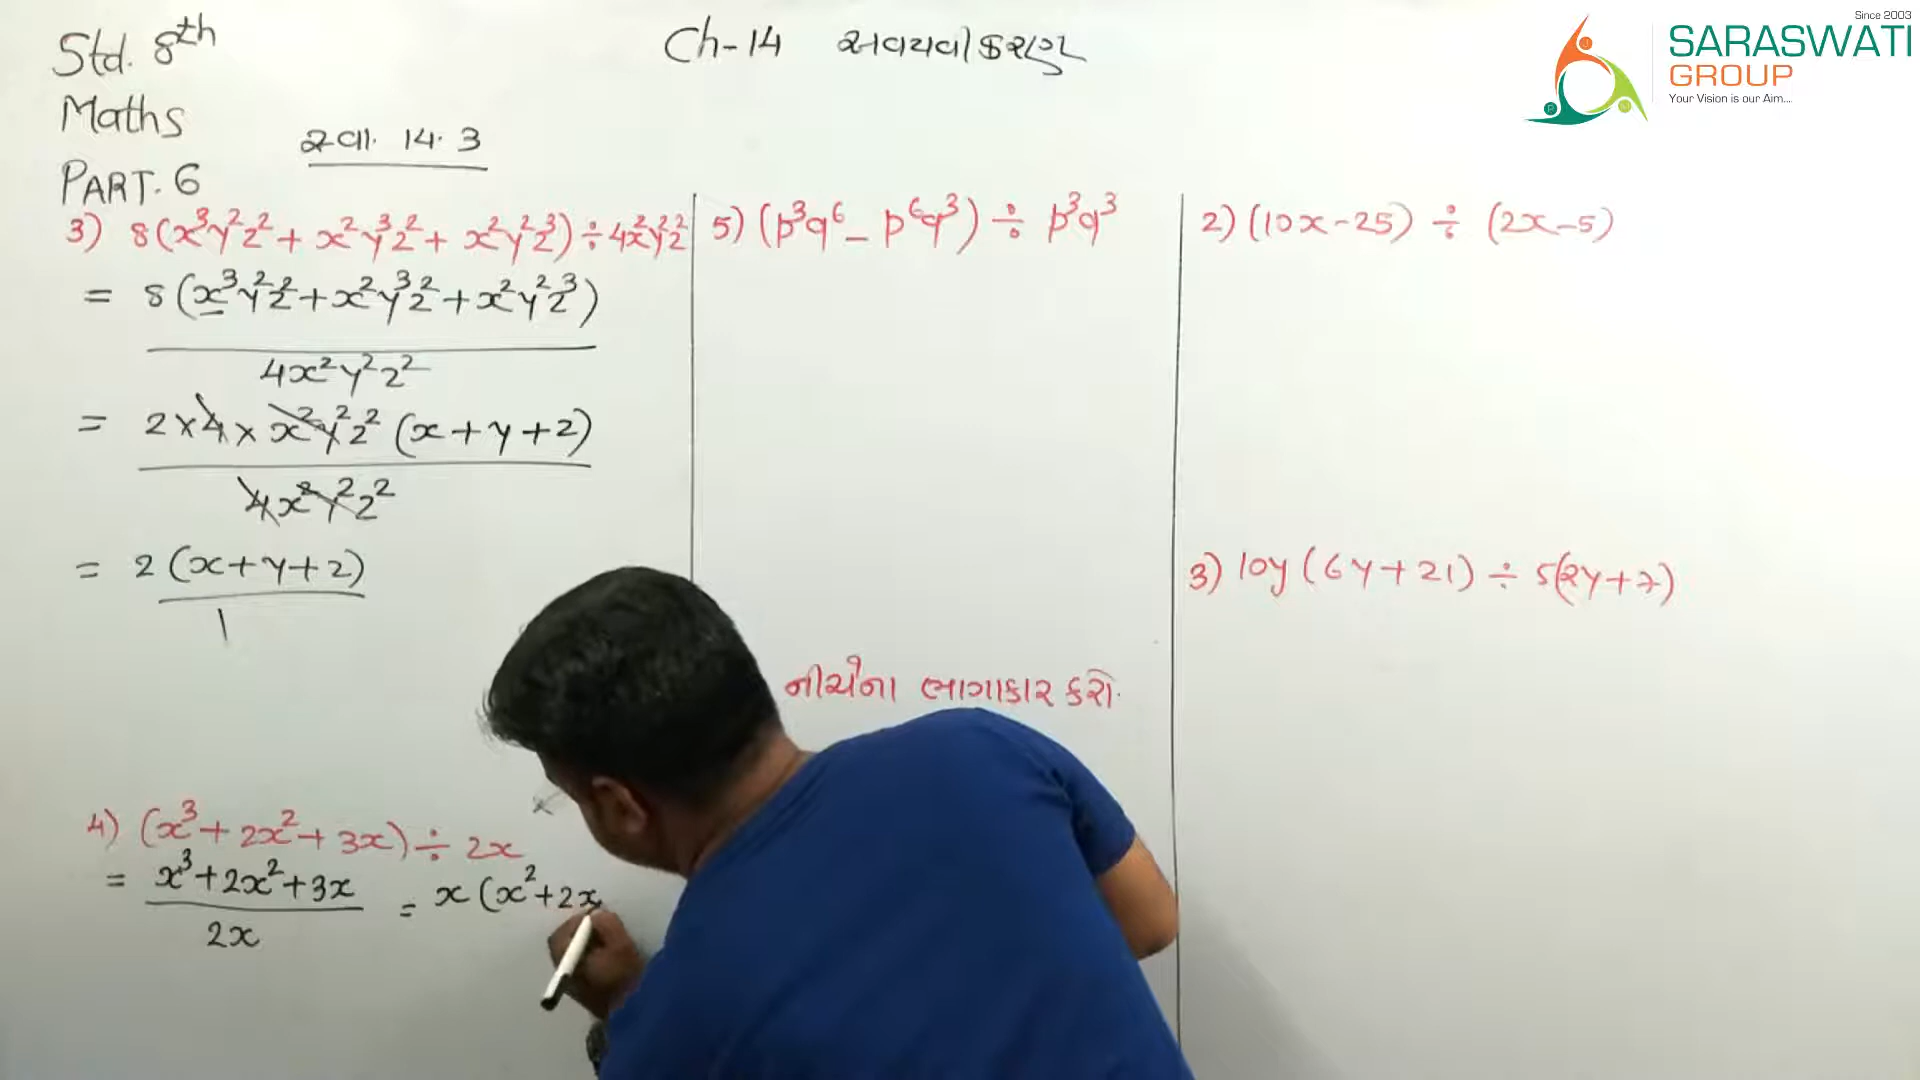 Std. 8th
Maths
PART. 6
Ch-14 અવયવીકરણ
સ્વા. 14.3
Since 2003
SARASWATI
GROUP
Your Vision is our Aim...
3) 8(x³y²z² + x²y³z² + x²y²z³) ÷ 4x²y²z²
= 8(x³y²z² + x²y³z² + x²y²z³)
4x²y²z²
= 2×4×x²y²z² (x+y+z)
4x²y²z²
= 2(x+y+z)
1
4) (x³ + 2x² + 3x) ÷ 2x
= x³+2x²+3x = x(x²+2x
2x
5) (p³q⁶ – p⁶q³) ÷ p³q³
નીચેના ભાગાકાર કરો.
2) (10x-25) ÷ (2x-5)
3) 10y(6y+21) ÷ 5(2y+7)